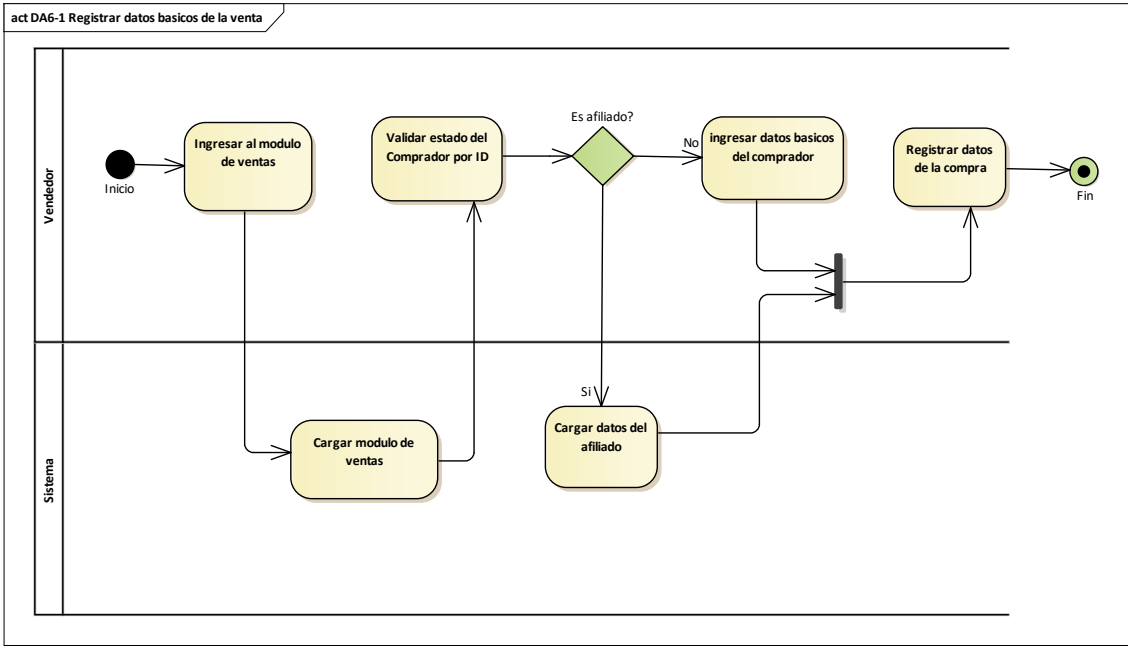 act DA6-1 Registrar datos basicos de la venta
Vendedor
Inicio
Ingresar al modulo
de ventas
Validar estado del
Comprador por ID
Es afiliado?
No
ingresar datos basicos
del comprador
Registrar datos
de la compra
Fin
Sistema
Cargar modulo de
ventas
Si
Cargar datos del
afiliado